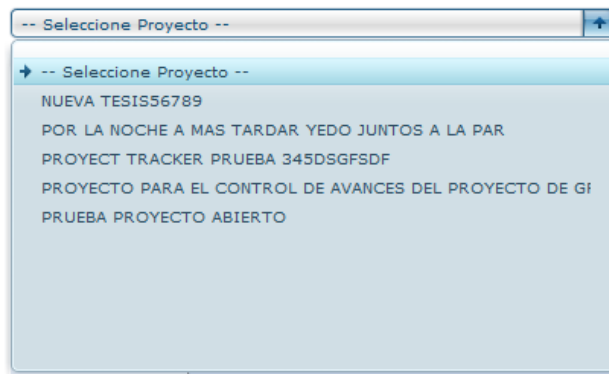 -- Seleccione Proyecto --
-- Seleccione Proyecto --
NUEVA TESIS56789
POR LA NOCHE A MAS TARDAR YEDO JUNTOS A LA PAR
PROYECT TRACKER PRUEBA 345DSGFSDF
PROYECTO PARA EL CONTROL DE AVANCES DEL PROYECTO DE
PRUEBA PROYECTO ABIERTO